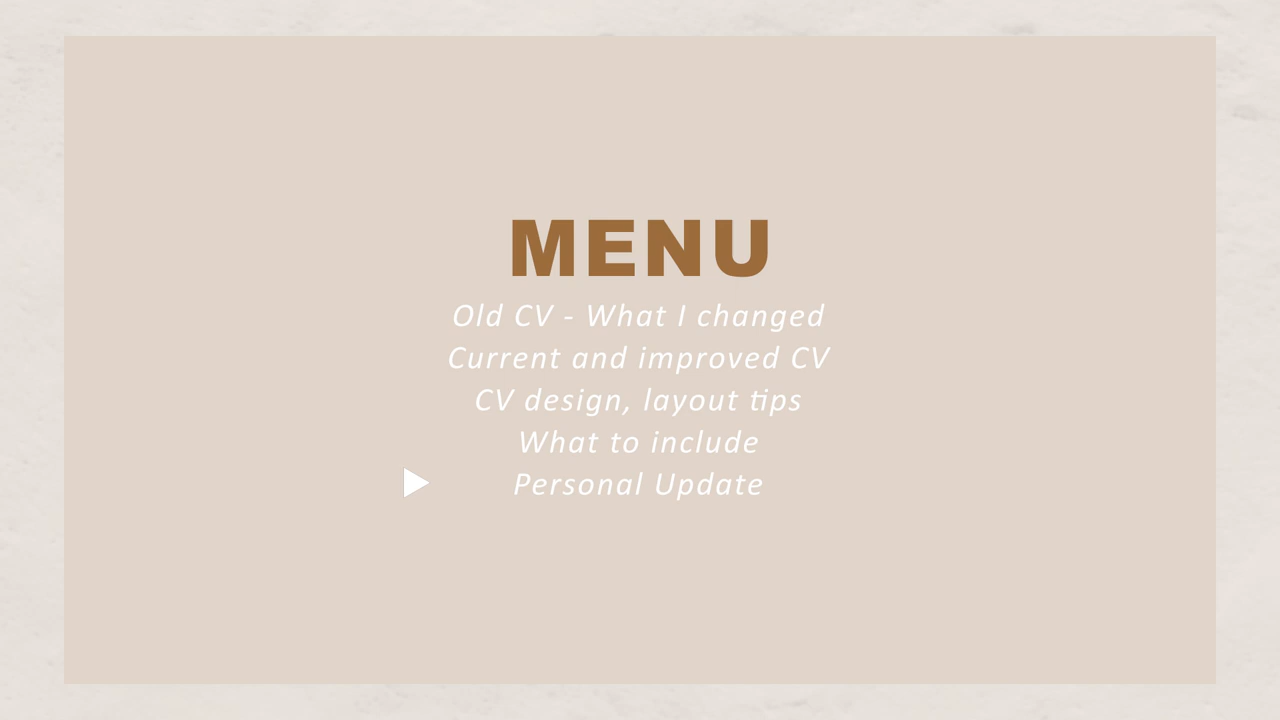 MENU
Old CV - What I changed
Current and improved CV
CV design, layout tips
What to include
Personal Update